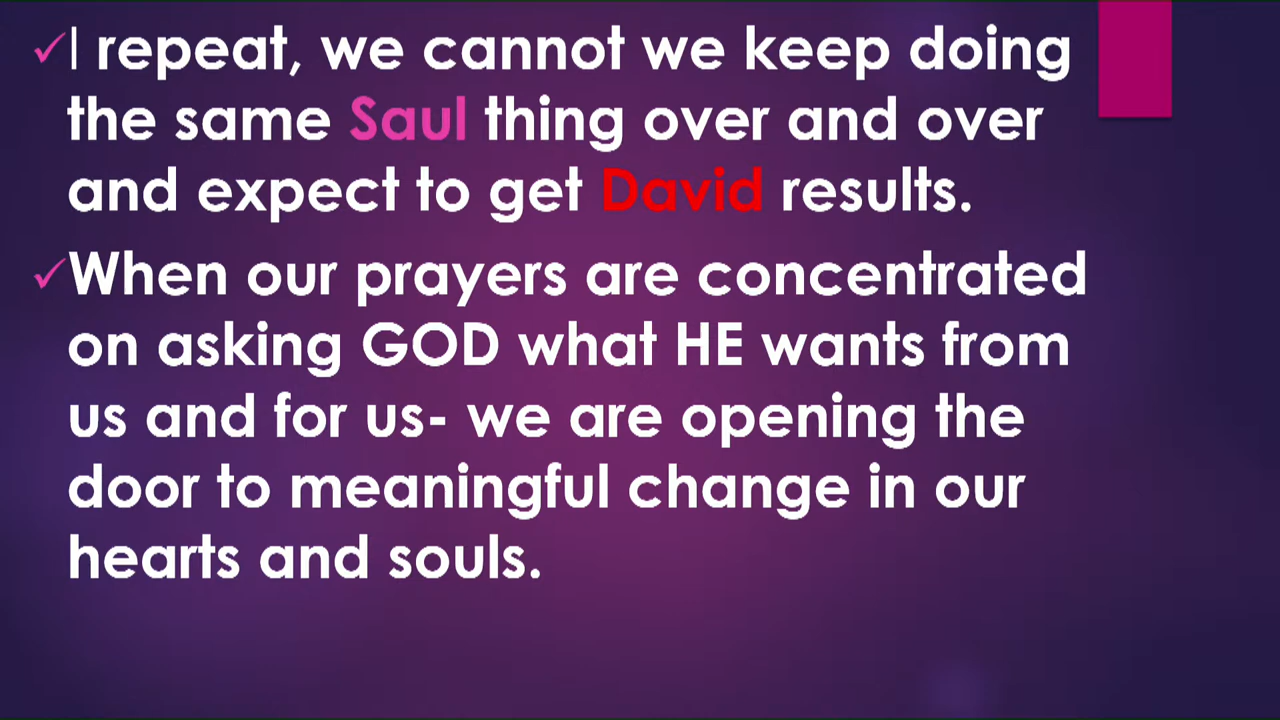 ✓I repeat, we cannot we keep doing
the same Saul thing over and over
and expect to get David results.
✓When our prayers are concentrated
on asking GOD what HE wants from
us and for us- we are opening the
door to meaningful change in our
hearts and souls.